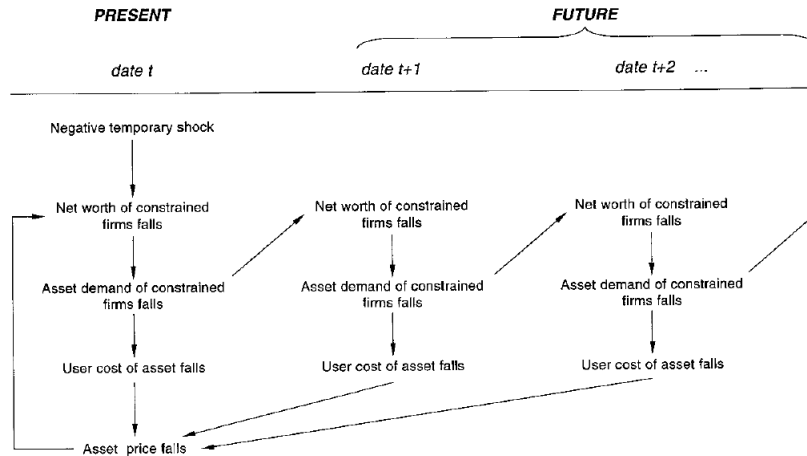 PRESENT
FUTURE
date t
date t+1
date t+2 ...
Negative temporary shock
Net worth of constrained
firms falls
Net worth of constrained
firms falls
Net worth of constrained
firms falls
Asset demand of constrained
firms falls
Asset demand of constrained
firms falls
Asset demand of constrained
firms falls
User cost of asset falls
User cost of asset falls
User cost of asset falls
Asset price falls